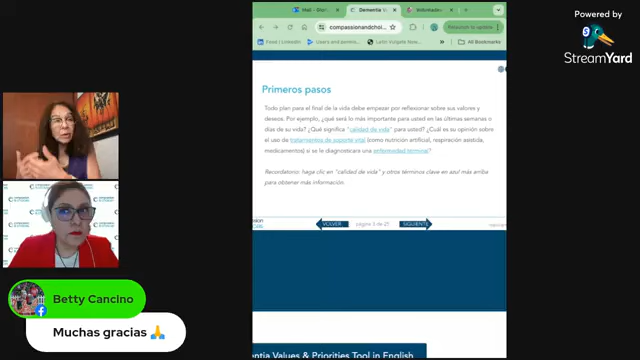 Powered by
StreamYard
Mail
Dementia V
compassionandchoi
Feed | LinkedIn
Users and permis
Latin Vulgate New
All Bookmarks
Primeros pasos
Todo plan para el final de la vida debe empezar por reflexionar sobre sus valores y
deseos. Por ejemplo, ¿qué será lo más importante para usted en las últimas semanas o
días de su vida? ¿Qué significa "calidad de vida" para usted? ¿Cuál es su opinión sobre
el uso de tratamientos de soporte vital (como nutrición artificial, respiración asistida,
medicamentos) si se le diagnosticara una enfermedad terminal?
Recordatorio: haga clic en "calidad de vida" y otros términos clave en azul más arriba
para obtener más información.
VOLVER
página 3 de 21
SIGUIENTE
Betty Cancino
Muchas gracias 🙏
entia Values & Priorities Tool in English